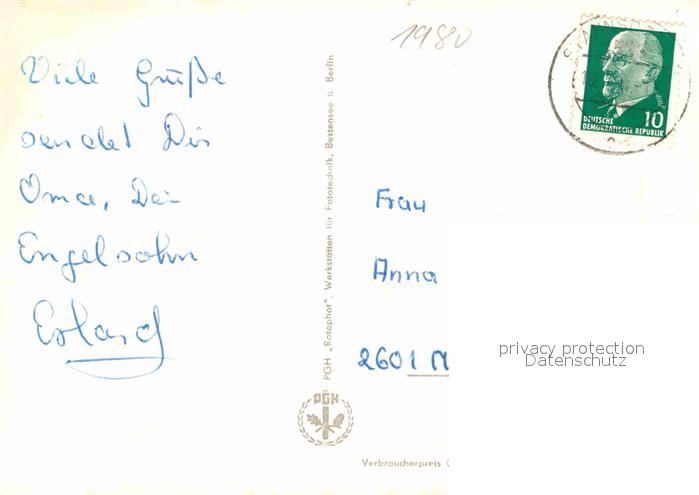 1980
Viele Grüße
sendet Dir
Oma, Dein
Engelsohn
10
DEUTSCHE
DEMOKRATISCHE REPUBLIK
PGH „Rotophot", Werkstätten für Fototechnik, Bestensee b. Berlin
Frau
Anna
2601 M
privacy protection
Datenschutz
PGH
Verbraucherpreis